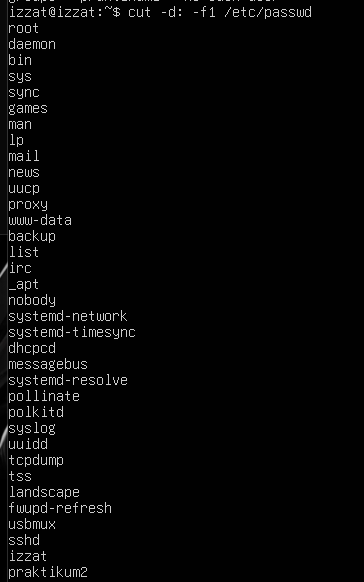 izzat@izzat:~$ cut -d: -f1 /etc/passwd
root
daemon
bin
sys
sync
games
man
lp
mail
news
uucp
proxy
www-data
backup
list
irc
_apt
nobody
systemd-network
systemd-timesync
dhcpcd
messagebus
systemd-resolve
pollinate
polkitd
syslog
uuidd
tcpdump
tss
landscape
fwupd-refresh
usbmux
sshd
izzat
praktikum2